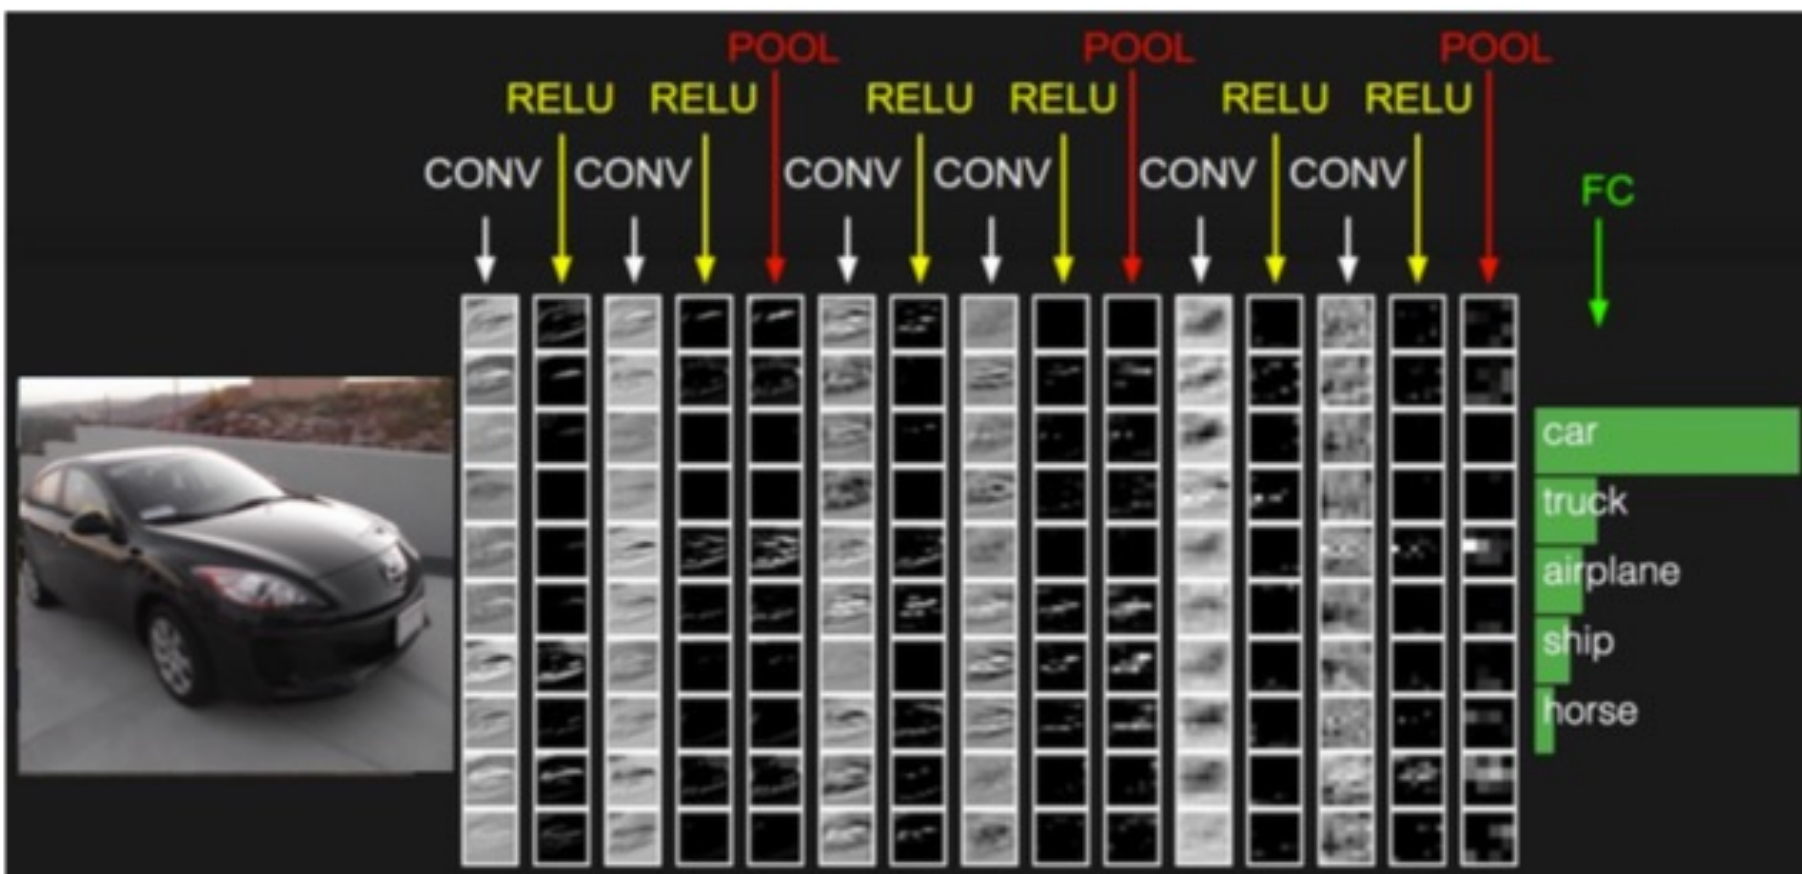 POOL POOL POOL
RELU RELU RELU RELU RELU RELU
CONV CONV CONV CONV CONV CONV
FC
car
truck
airplane
ship
horse